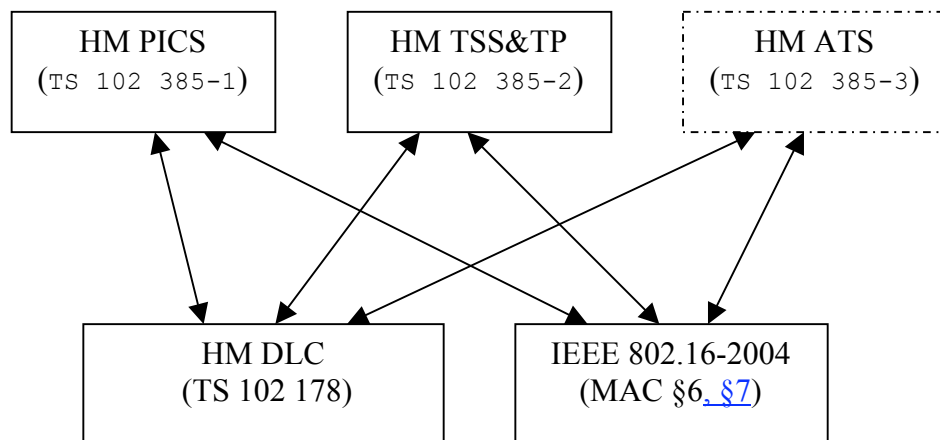 HM PICS
(TS 102 385-1)
HM TSS&TP
(TS 102 385-2)
HM ATS
(TS 102 385-3)
HM DLC
(TS 102 178)
IEEE 802.16-2004
(MAC §6, §7)